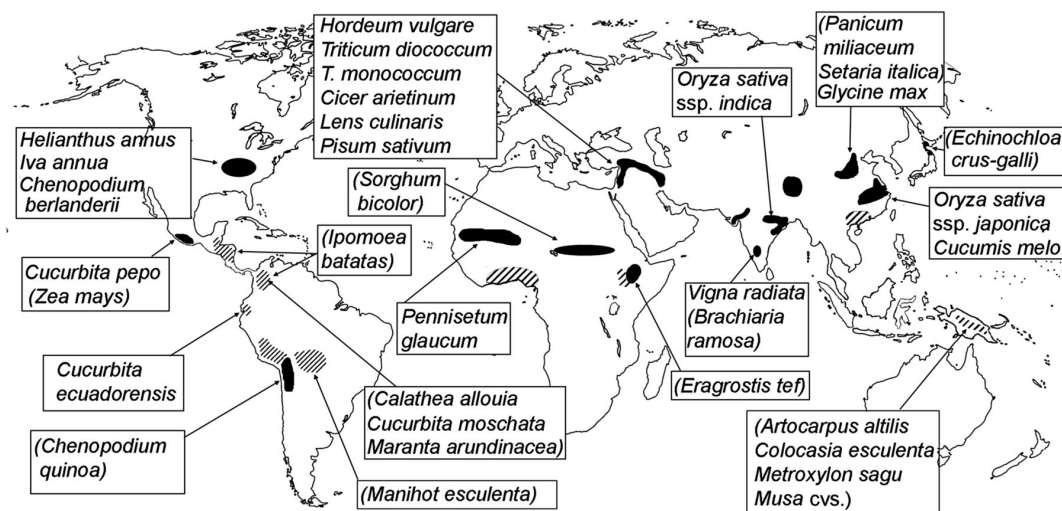 Hordeum vulgare
Triticum diococcum
T. monococcum
Cicer arietinum
Lens culinaris
Pisum sativum
(Panicum
miliaceum
Setaria italica)
Glycine max
Oryza sativa
ssp. indica
Helianthus annus
Iva annua
Chenopodium
berlanderii
(Echinochloa
crus-galli)
(Sorghum
bicolor)
Oryza sativa
ssp. japonica
Cucumis melo
(Ipomoea
batatas)
Cucurbita pepo
(Zea mays)
Pennisetum
glaucum
Vigna radiata
(Brachiaria
ramosa)
Cucurbita
ecuadorensis
(Eragrostis tef)
(Calathea allouia
Cucurbita moschata
Maranta arundinacea)
(Artocarpus altilis
Colocasia esculenta
Metroxylon sagu
Musa cvs.)
(Chenopodium
quinoa)
(Manihot esculenta)